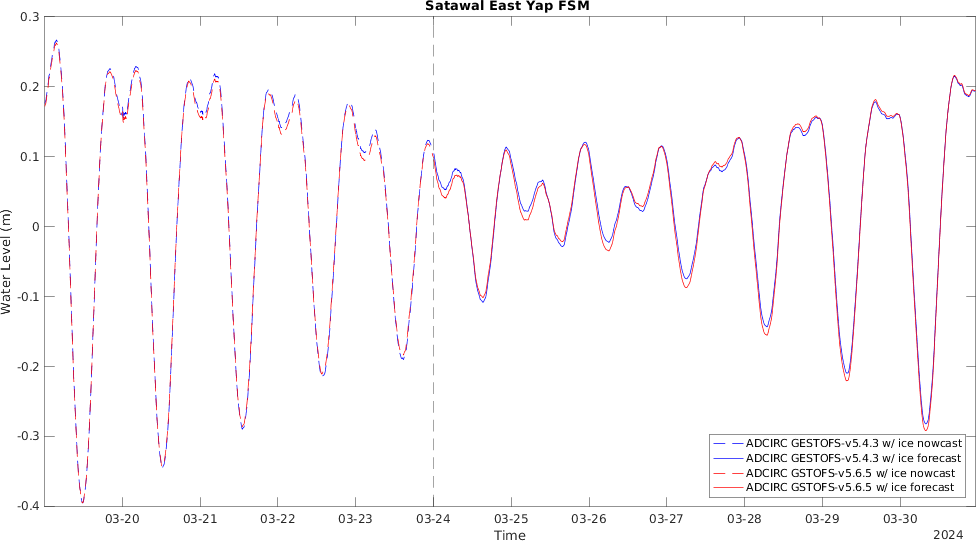 Satawal East Yap FSM
0.3
0.2
0.1
0
-0.1
-0.2
-0.3
-0.4
Water Level (m)
ADCIRC GESTOFS-v5.4.3 w/ ice nowcast
ADCIRC GESTOFS-v5.4.3 w/ ice forecast
ADCIRC GSTOFS-v5.6.5 w/ ice nowcast
ADCIRC GSTOFS-v5.6.5 w/ ice forecast
03-20 03-21 03-22 03-23 03-24 03-25 03-26 03-27 03-28 03-29 03-30
Time
2024